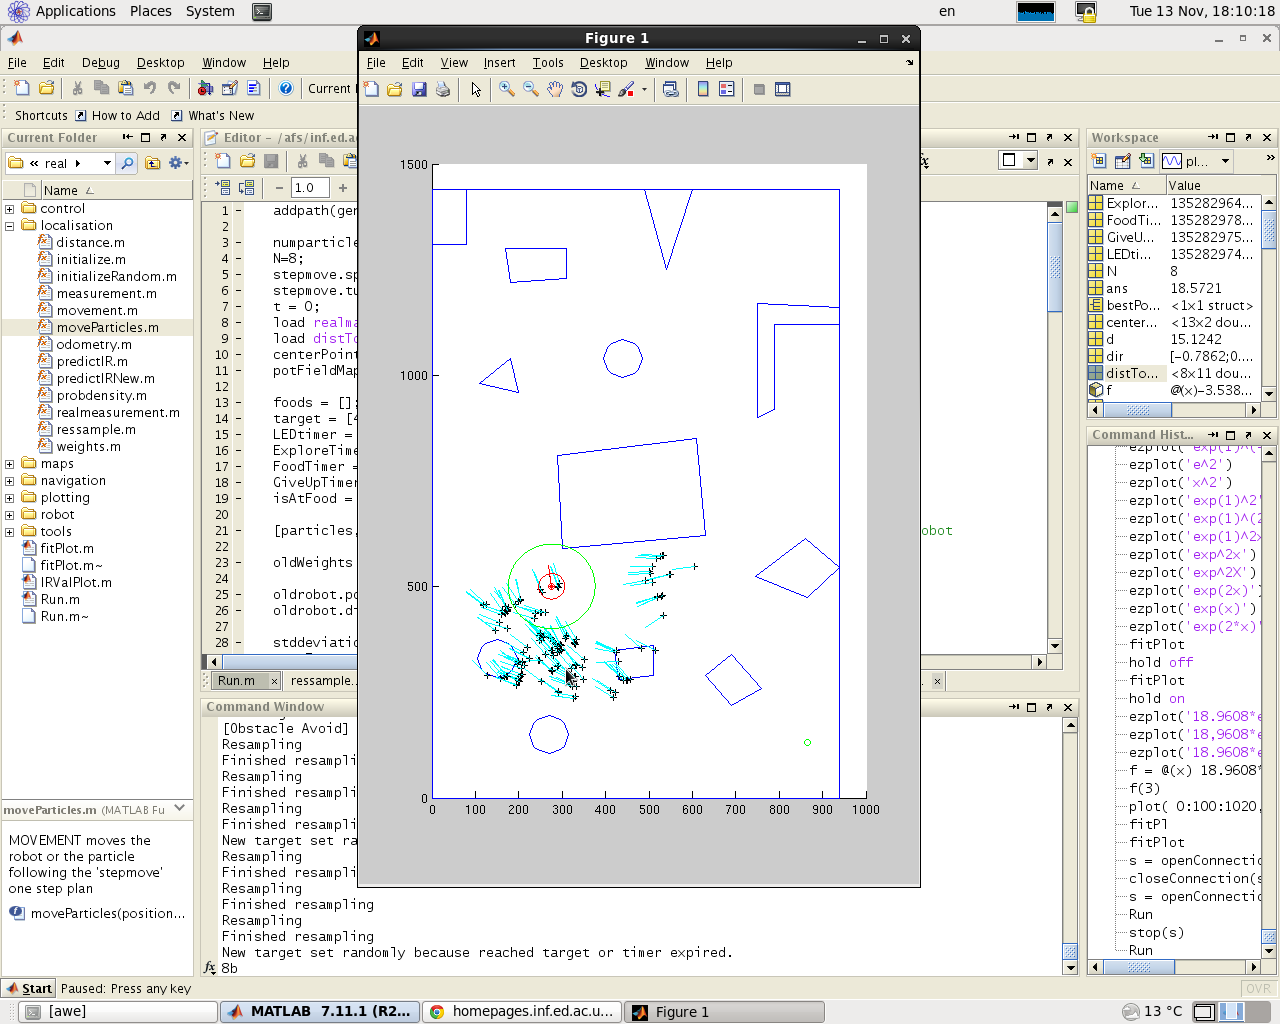 Applications Places System
en
Tue 13 Nov, 18:10:18
Figure 1
File Edit Debug Desktop Window Help
File Edit View Insert Tools Desktop Window Help
Current
Shortcuts How to Add What's New
Current Folder
Editor - /afs/inf.ed.ac
Workspace
« real
pl...
Name
1.0
Name Value
control
localisation
distance.m
initialize.m
initializeRandom.m
measurement.m
movement.m
moveParticles.m
odometry.m
predictIR.m
predictIRNew.m
probdensity.m
realmeasurement.m
ressample.m
weights.m
maps
navigation
plotting
robot
tools
fitPlot.m
fitPlot.m~
IRValPlot.m
Run.m
Run.m~
1 addpath(gen
2
3 numparticle
4 N=8;
5 stepmove.sp
6 stepmove.tu
7 t = 0;
8 load realma
9 load distTo
10 centerPoint
11 potFieldMap
12
13 foods = [];
14 target = [4
15 LEDtimer =
16 ExploreTime
17 FoodTimer =
18 GiveUpTimer
19 isAtFood =
20
21 [particles, obot
22
23 oldWeights
24
25 oldrobot.po
26 oldrobot.di
27
28 stddeviatio
1500
1000
500
0
0 100 200 300 400 500 600 700 800 900 1000
Explor... 135282964...
FoodTi... 135282978...
GiveU... 135282975...
LEDti... 135282974...
N 8
ans 18.5721
bestPo... <1x1 struct>
center... <13x2 dou...
d 15.1242
dir [-0.7862;0....
distTo... <8x11 dou...
f @(x)-3.538...
Command Hist...
ezplot('exp(1)^(-
ezplot('e^2')
ezplot('x^2')
ezplot('exp(1)^2'
ezplot('exp(1)^(2
ezplot('exp(1)^2x
ezplot('exp^2x')
ezplot('exp^2X')
ezplot('exp(2x)')
ezplot('exp(x)')
ezplot('exp(2*x)'
fitPlot
hold off
fitPlot
hold on
ezplot('18.9608*e
ezplot('18,9608*e
ezplot('18.9608*e
f = @(x) 18.9608*
f(3)
plot( 0:100:1020,
fitPl
fitPlot
s = openConnectio
closeConnection(s
s = openConnectio
Run
stop(s)
Run
Run.m × ressample. ×
Command Window
[Obstacle Avoid]
Resampling
Finished resampli
Resampling
Finished resampli
Resampling
Finished resampli
New target set ra
Resampling
Finished resampli
Resampling
Finished resampling
Resampling
Finished resampling
New target set randomly because reached target or timer expired.
fx 8b
moveParticles.m (MATLAB Fu
MOVEMENT moves the
robot or the particle
following the 'stepmove'
one step plan
moveParticles(position...
Start Paused: Press any key
OVR
[awe]
MATLAB 7.11.1 (R2...
homepages.inf.ed.ac.u...
Figure 1
13 °C